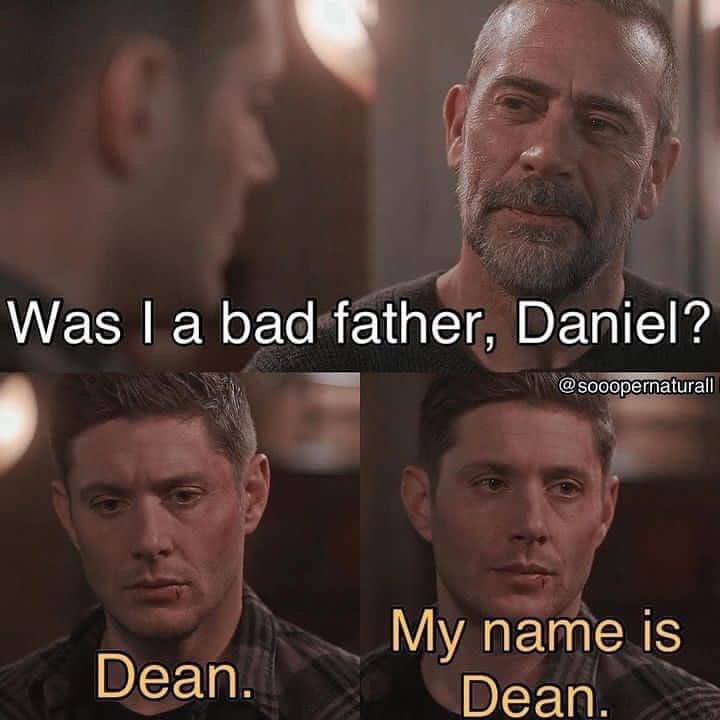 Was I a bad father, Daniel?
@sooopernaturall
Dean.
My name is
Dean.